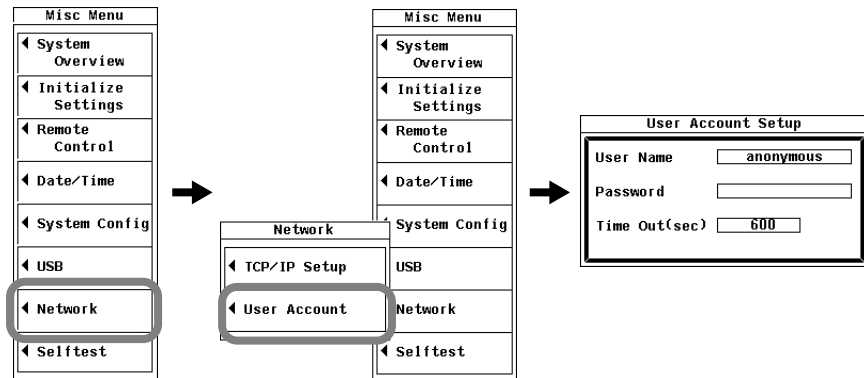 Misc Menu
System
Overview
Initialize
Settings
Remote
Control
Date/Time
System Config
USB
Network
Selftest
Network
TCP/IP Setup
User Account
Misc Menu
System
Overview
Initialize
Settings
Remote
Control
Date/Time
System Config
USB
Network
Selftest
User Account Setup
User Name anonymous
Password
Time Out(sec) 600